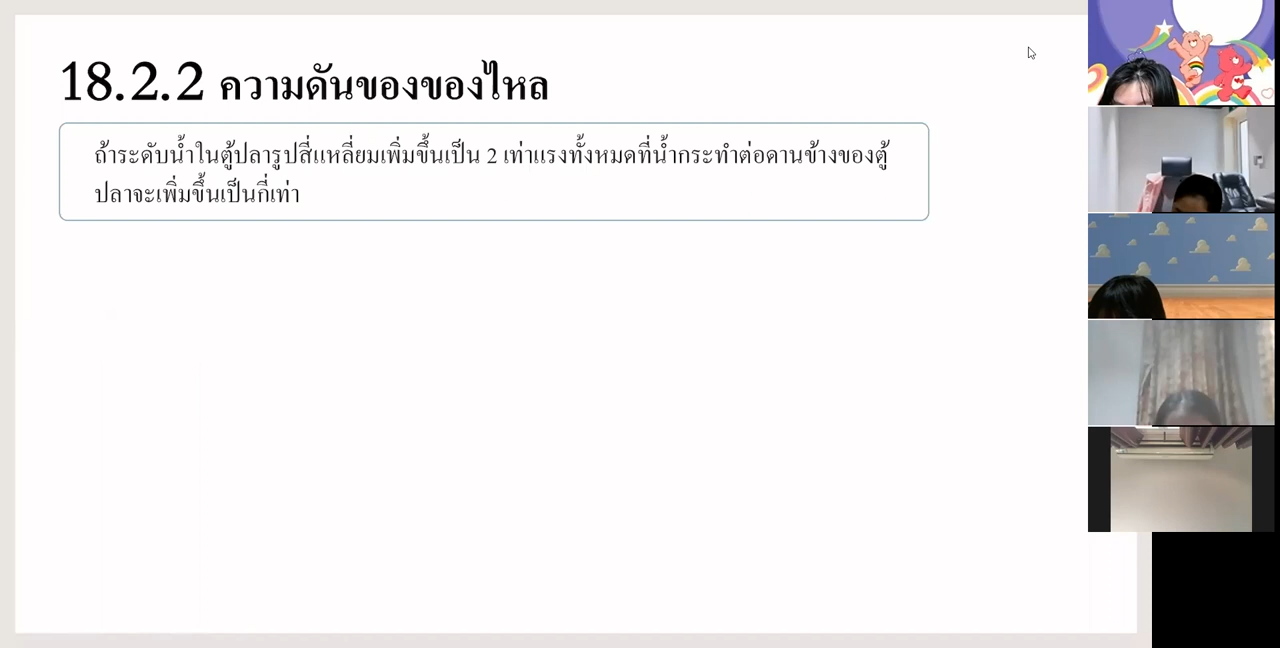 18.2.2 ความดันของของไหล
ถ้าระดับน้ำในตู้ปลารูปสี่เหลี่ยมเพิ่มขึ้นเป็น 2 เท่าแรงทั้งหมดที่น้ำกระทำต่อดานข้างของตู้
ปลาจะเพิ่มขึ้นเป็นกี่เท่า